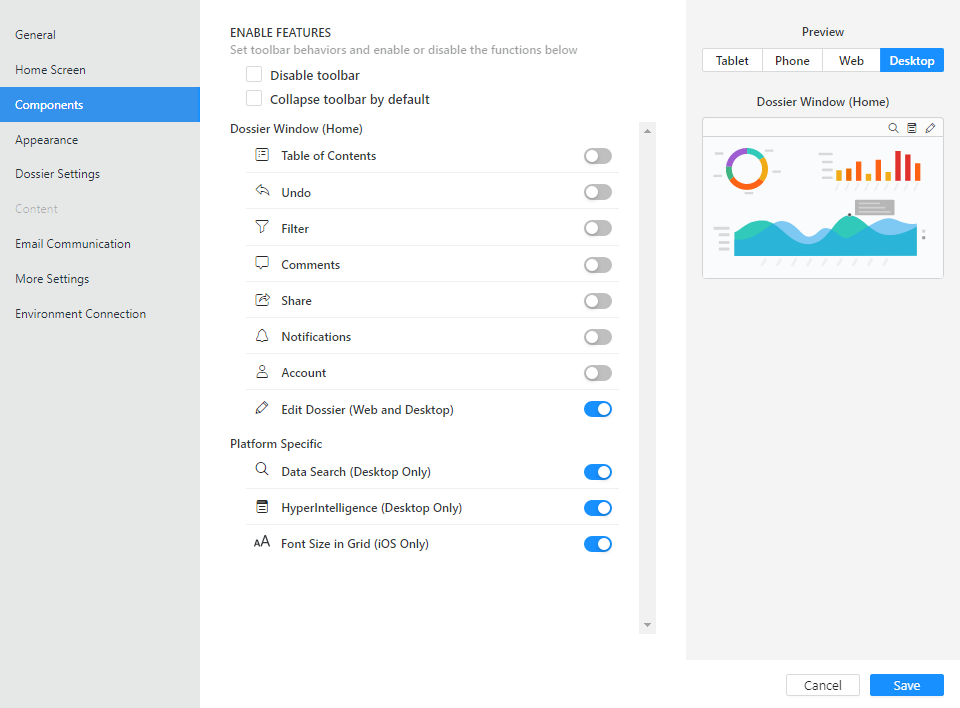 General
Home Screen
Components
Appearance
Dossier Settings
Content
Email Communication
More Settings
Environment Connection
ENABLE FEATURES
Set toolbar behaviors and enable or disable the functions below
Disable toolbar
Collapse toolbar by default
Dossier Window (Home)
Table of Contents
Undo
Filter
Comments
Share
Notifications
Account
Edit Dossier (Web and Desktop)
Platform Specific
Data Search (Desktop Only)
HyperIntelligence (Desktop Only)
AA Font Size in Grid (iOS Only)
Preview
Tablet Phone Web Desktop
Dossier Window (Home)
Cancel Save